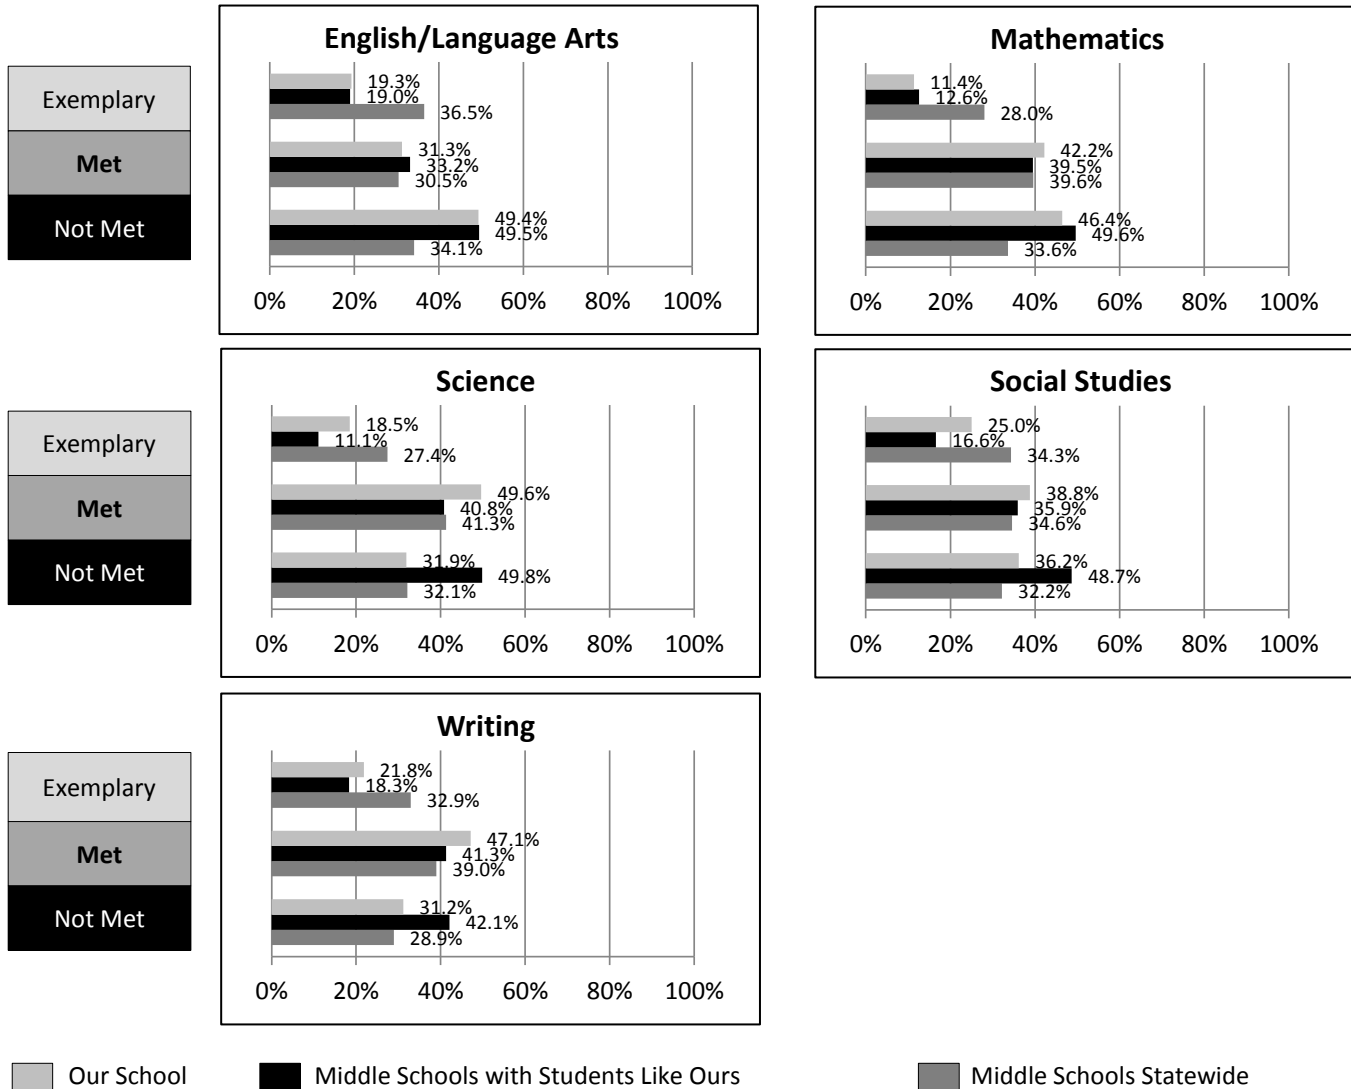 English/Language Arts
Exemplary
Met
Not Met
19.3%
19.0%
36.5%
31.3%
33.2%
30.5%
49.4%
49.5%
34.1%
0% 20% 40% 60% 80% 100%
Mathematics
11.4%
12.6%
28.0%
42.2%
39.5%
39.6%
46.4%
49.6%
33.6%
0% 20% 40% 60% 80% 100%
Science
Exemplary
Met
Not Met
18.5%
11.1%
27.4%
49.6%
40.8%
41.3%
31.9%
49.8%
32.1%
0% 20% 40% 60% 80% 100%
Social Studies
25.0%
16.6%
34.3%
38.8%
35.9%
34.6%
36.2%
48.7%
32.2%
0% 20% 40% 60% 80% 100%
Writing
Exemplary
Met
Not Met
21.8%
18.3%
32.9%
47.1%
41.3%
39.0%
31.2%
42.1%
28.9%
0% 20% 40% 60% 80% 100%
Our School Middle Schools with Students Like Ours Middle Schools Statewide